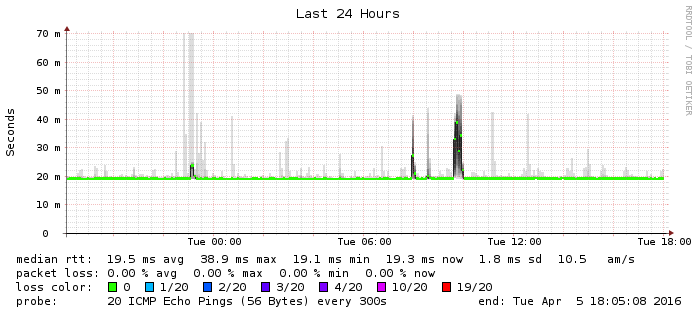 Last 24 Hours
RRDTOOL / TOBI OETIKER
Seconds
70 m
60 m
50 m
40 m
30 m
20 m
10 m
0
Tue 00:00 Tue 06:00 Tue 12:00 Tue 18:00
median rtt: 19.5 ms avg 38.9 ms max 19.1 ms min 19.3 ms now 1.8 ms sd 10.5 am/s
packet loss: 0.00 % avg 0.00 % max 0.00 % min 0.00 % now
loss color: 0 1/20 2/20 3/20 4/20 10/20 19/20
probe: 20 ICMP Echo Pings (56 Bytes) every 300s end: Tue Apr 5 18:05:08 2016